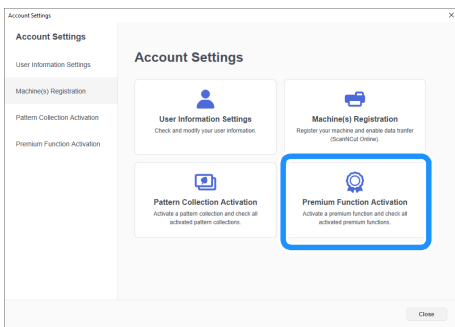 Account Settings
Account Settings
User Information Settings
Machine(s) Registration
Pattern Collection Activation
Premium Function Activation
Account Settings
User Information Settings
Check and modify your user information.
Machine(s) Registration
Register your machine and enable data tranfer
(ScanNCut Online).
Pattern Collection Activation
Activate a pattern collection and check all
activated pattern collections.
Premium Function Activation
Activate a premium function and check all
activated premium functions.
Close